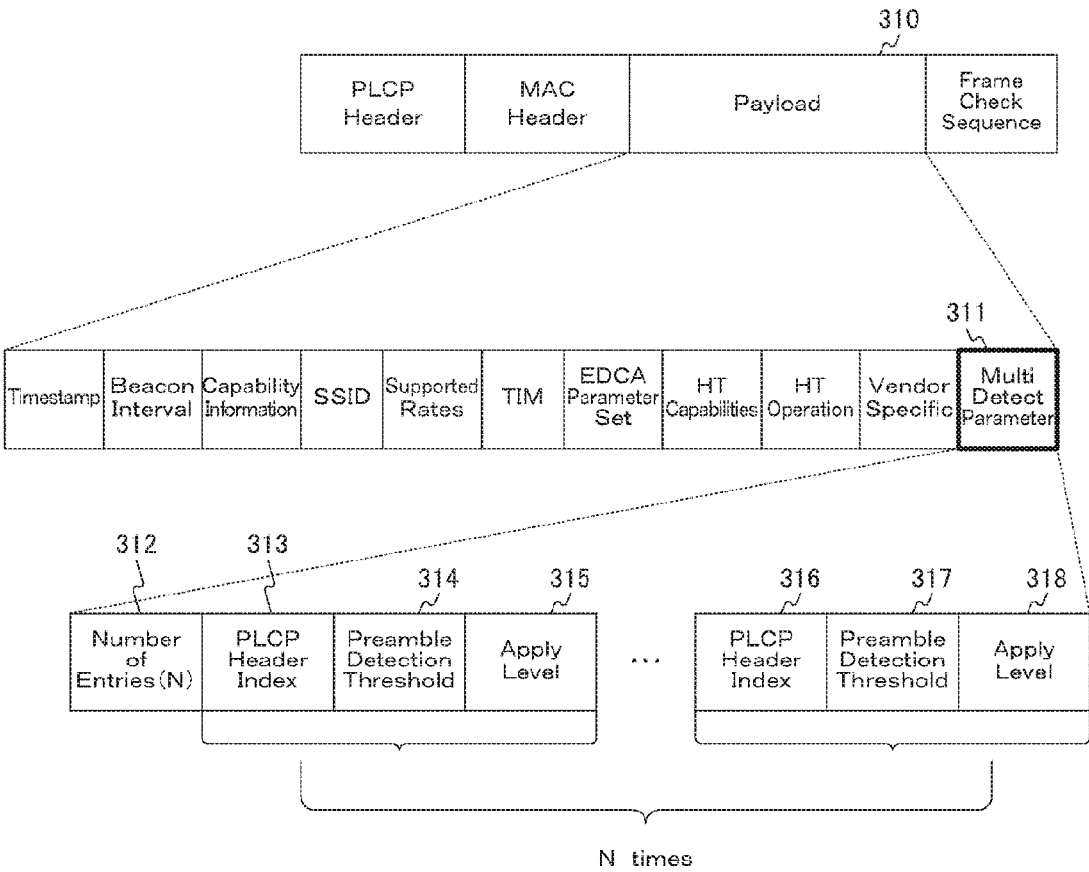 310
PLCP
Header
MAC
Header
Payload
Frame
Check
Sequence
311
Timestamp
Beacon
Interval
Capability
Information
SSID
Supported
Rates
TIM
EDCA
Parameter
Set
HT
Capabilities
HT
Operation
Vendor
Specific
Multi
Detect
Parameter
312
313
314
315
316
317
318
Number
of
Entries(N)
PLCP
Header
Index
Preamble
Detection
Threshold
Apply
Level
...
PLCP
Header
Index
Preamble
Detection
Threshold
Apply
Level
N times